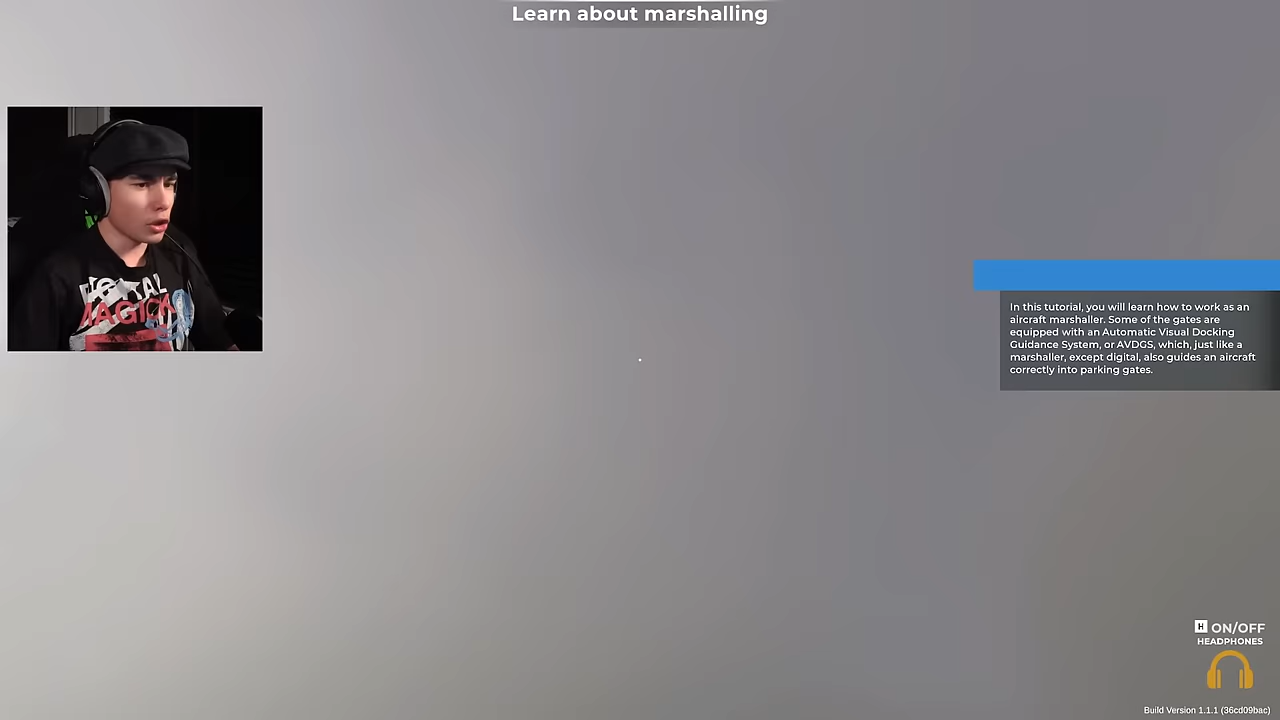 Learn about marshalling
DIGITAL
MAGICK
In this tutorial, you will learn how to work as an
aircraft marshaller. Some of the gates are
equipped with an Automatic Visual Docking
Guidance System, or AVDGS, which, just like a
marshaller, except digital, also guides an aircraft
correctly into parking gates.
H ON/OFF
HEADPHONES
Build Version 1.1.1 (36cd09bac)